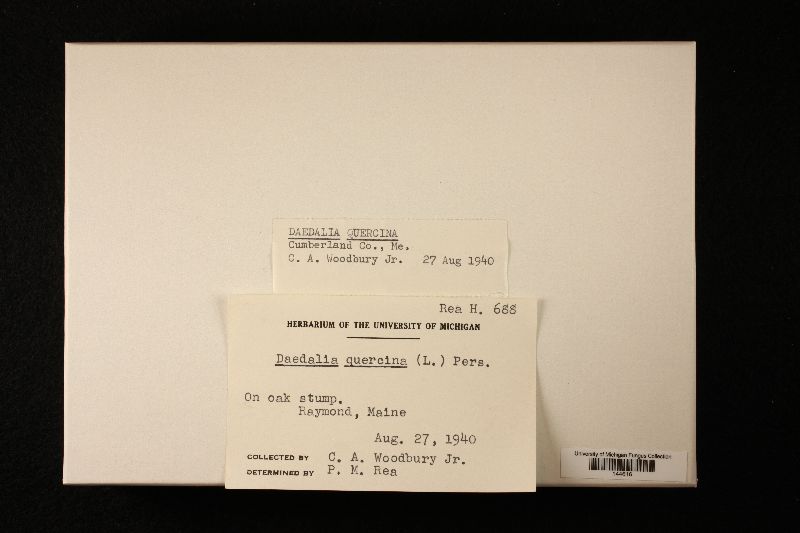 DAEDALIA QUERCINA
Cumberland Co., Me.
C. A. Woodbury Jr. 27 Aug 1940
Rea H. 688
HERBARIUM OF THE UNIVERSITY OF MICHIGAN
Daedalia quercina (L.) Pers.
On oak stump.
Raymond, Maine
Aug. 27, 1940
COLLECTED BY C. A. Woodbury Jr.
DETERMINED BY P. M. Rea
University of Michigan Fungus Collection